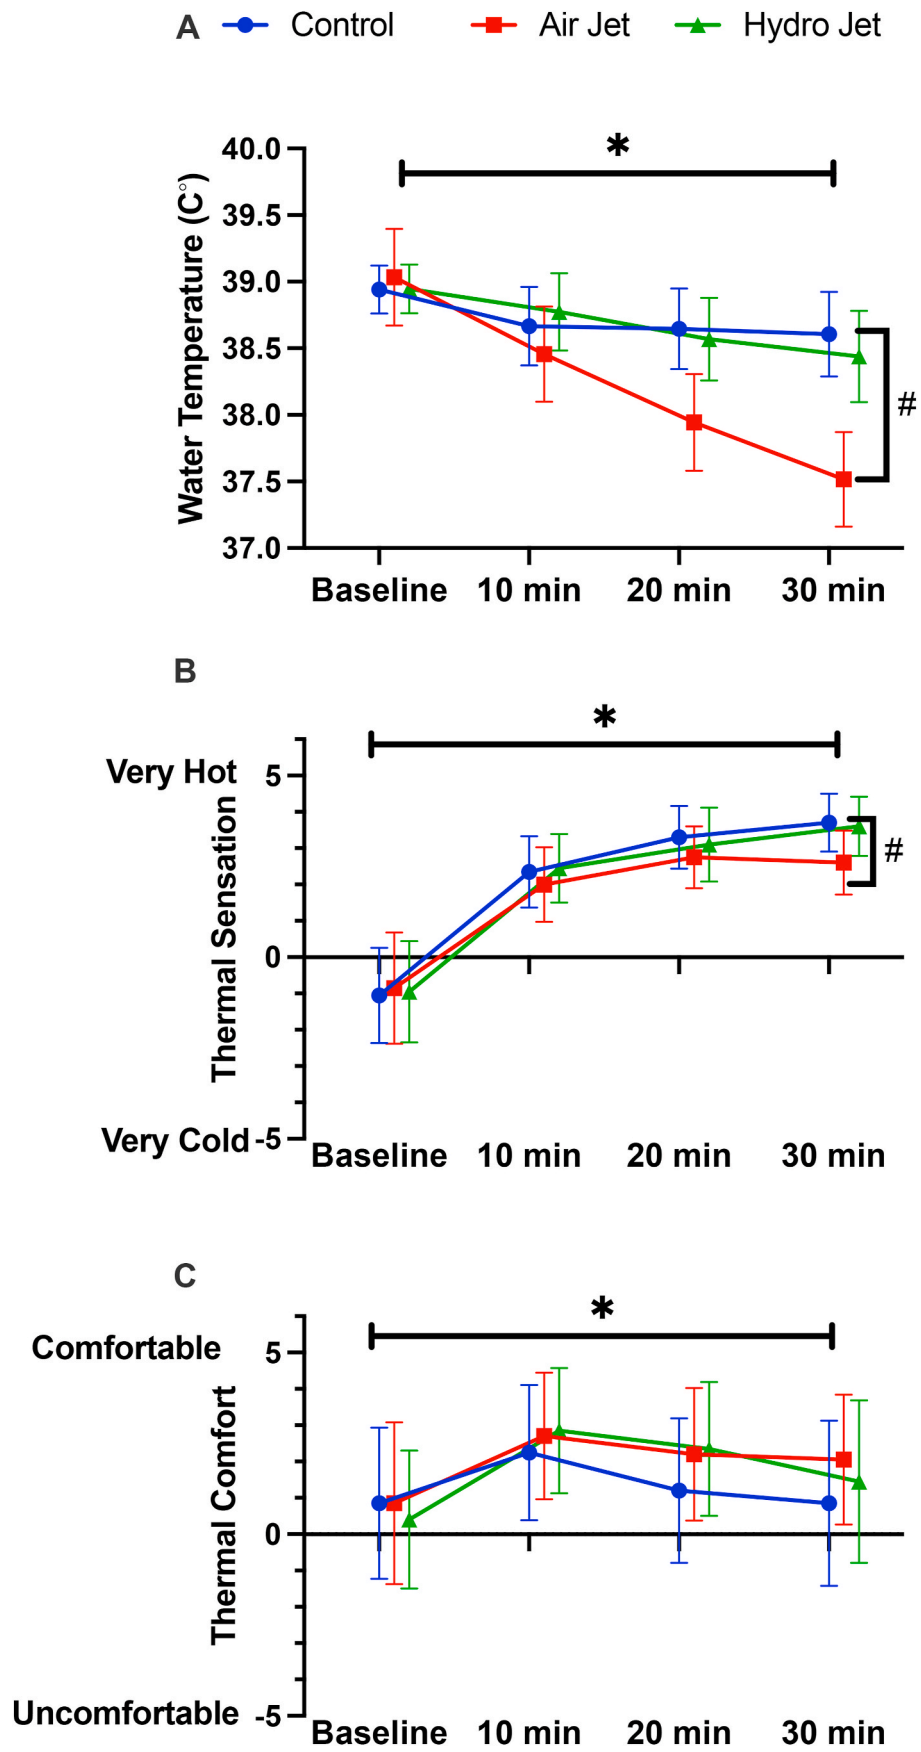 A Control Air Jet Hydro Jet
*
40.0
39.5
39.0
38.5
38.0
37.5
37.0
Water Temperature (C°)
#
Baseline 10 min 20 min 30 min
B
*
Very Hot 5
0
Very Cold -5
Thermal Sensation
#
Baseline 10 min 20 min 30 min
C
*
Comfortable 5
0
Uncomfortable -5
Thermal Comfort
Baseline 10 min 20 min 30 min